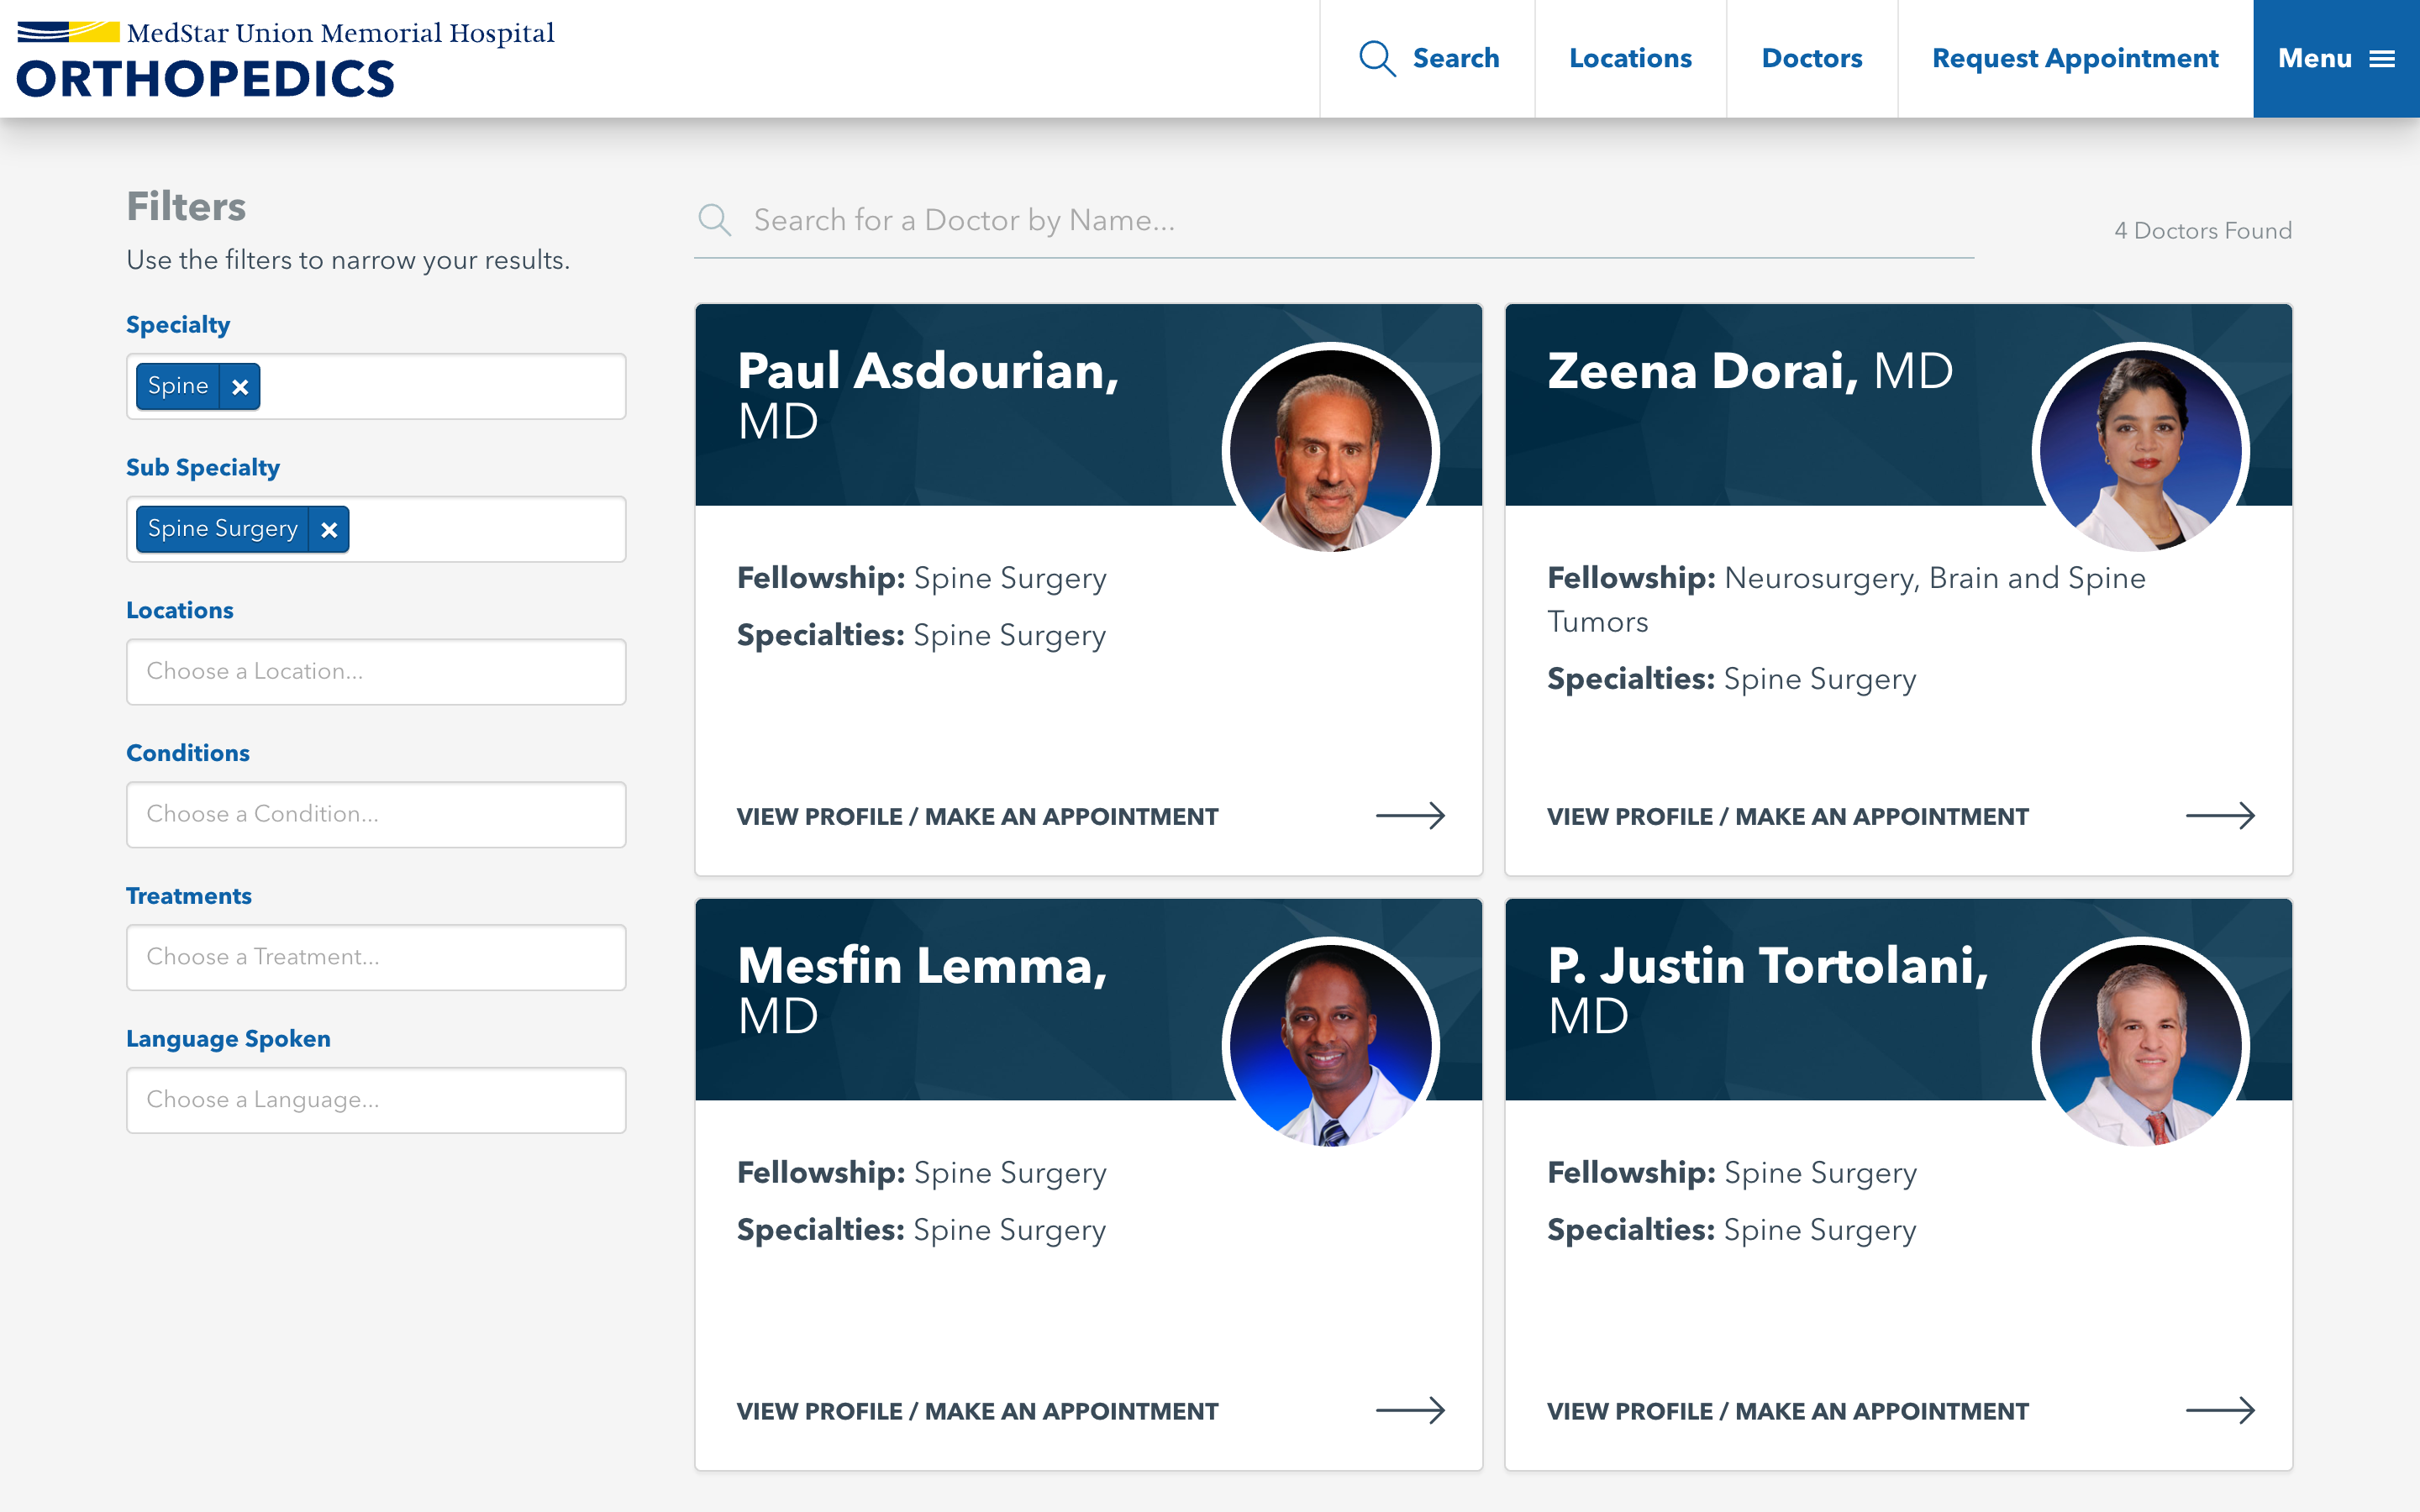 MedStar Union Memorial Hospital
ORTHOPEDICS
Search
Locations
Doctors
Request Appointment
Menu
Filters
Use the filters to narrow your results.
Specialty
Spine ×
Sub Specialty
Spine Surgery ×
Locations
Choose a Location...
Conditions
Choose a Condition...
Treatments
Choose a Treatment...
Language Spoken
Choose a Language...
Search for a Doctor by Name...
4 Doctors Found
Paul Asdourian,
MD
Fellowship: Spine Surgery
Specialties: Spine Surgery
VIEW PROFILE / MAKE AN APPOINTMENT
Zeena Dorai, MD
Fellowship: Neurosurgery, Brain and Spine
Tumors
Specialties: Spine Surgery
VIEW PROFILE / MAKE AN APPOINTMENT
Mesfin Lemma,
MD
Fellowship: Spine Surgery
Specialties: Spine Surgery
VIEW PROFILE / MAKE AN APPOINTMENT
P. Justin Tortolani,
MD
Fellowship: Spine Surgery
Specialties: Spine Surgery
VIEW PROFILE / MAKE AN APPOINTMENT